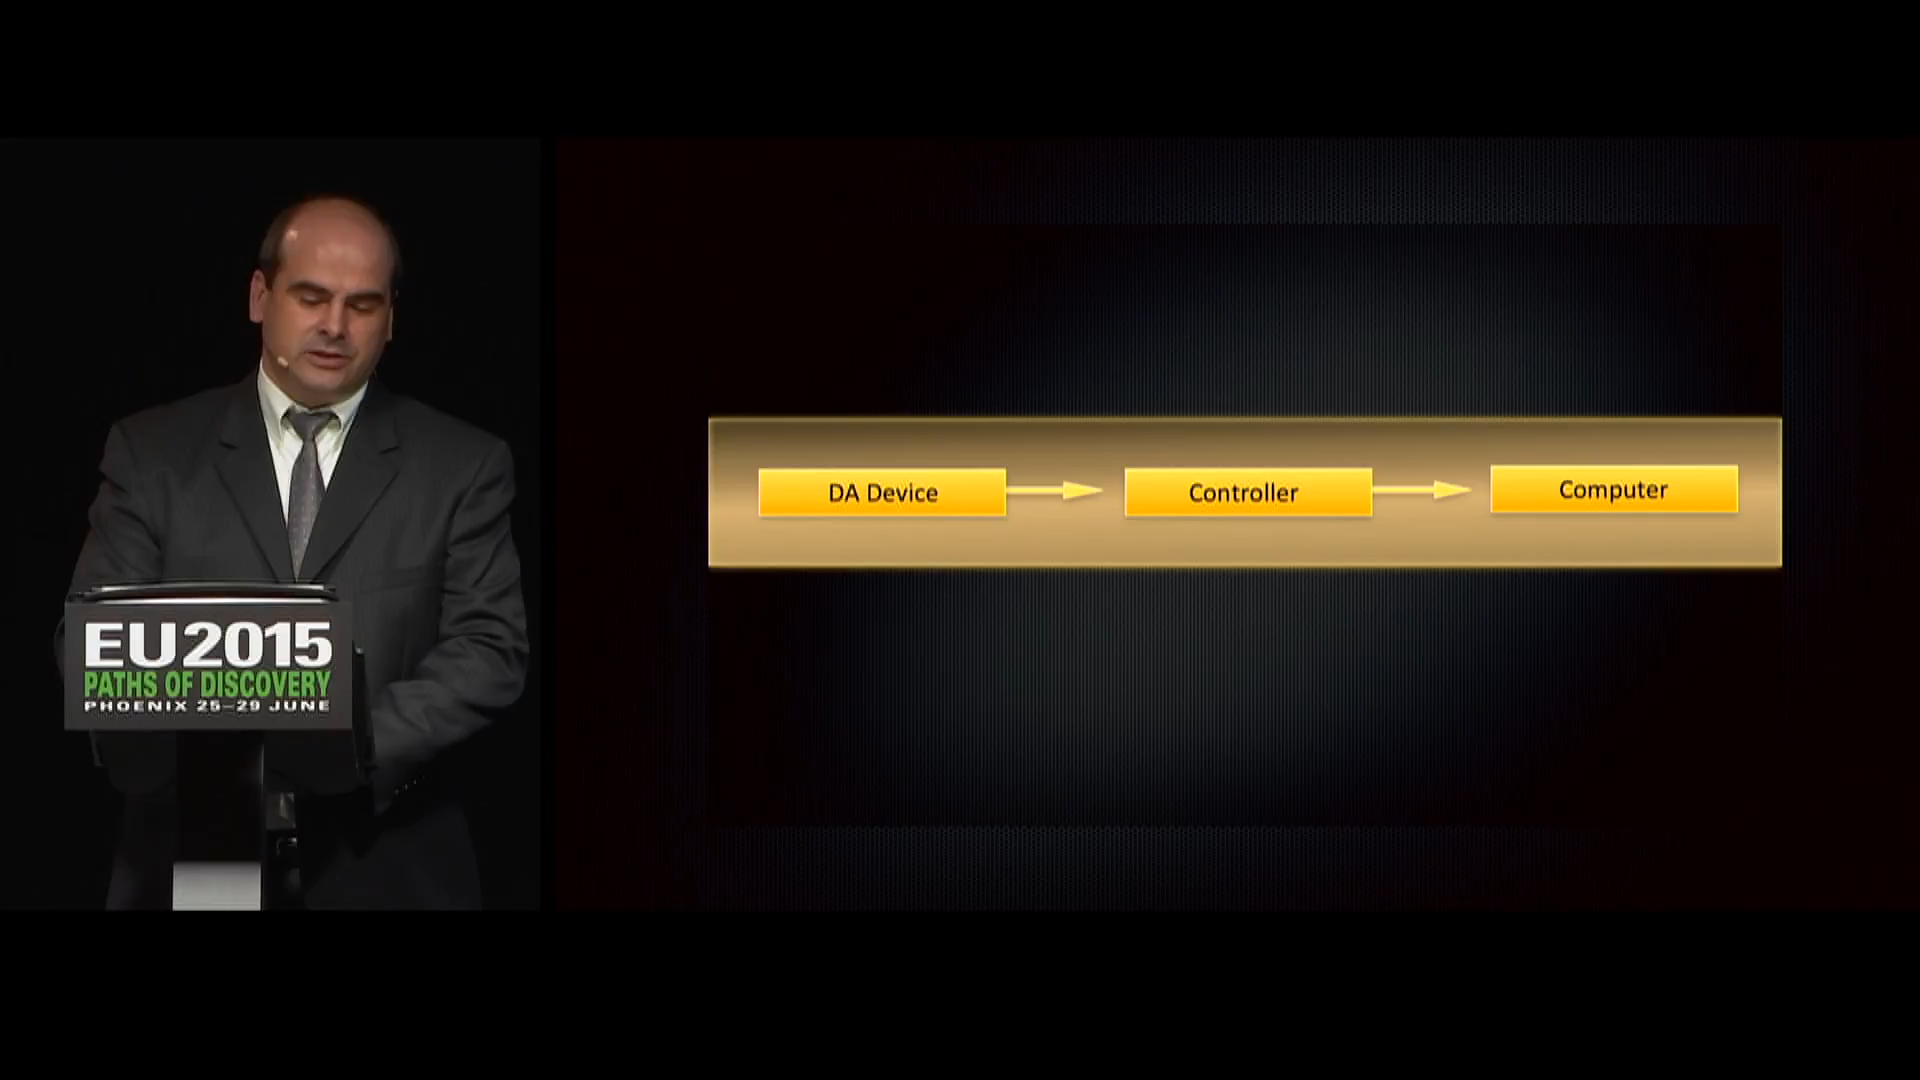 EU2015
PATHS OF DISCOVERY
PHOENIX 25–29 JUNE
DA Device
Controller
Computer